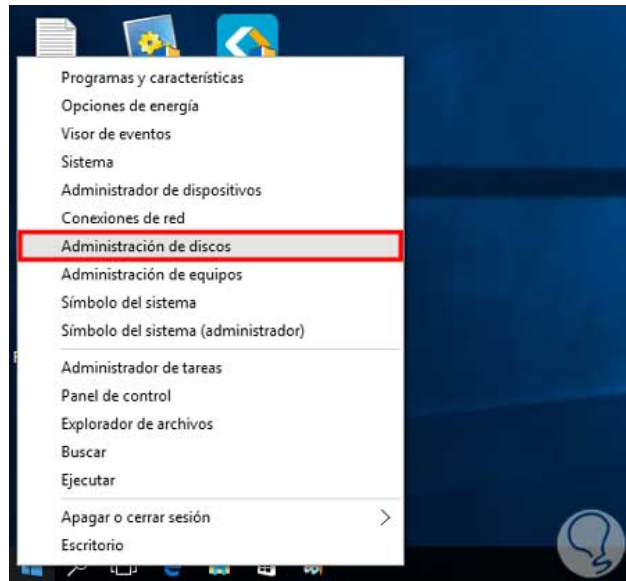 Programas y características
Opciones de energía
Visor de eventos
Sistema
Administrador de dispositivos
Conexiones de red
Administración de discos
Administración de equipos
Símbolo del sistema
Símbolo del sistema (administrador)
Administrador de tareas
Panel de control
Explorador de archivos
Buscar
Ejecutar
Apagar o cerrar sesión
Escritorio